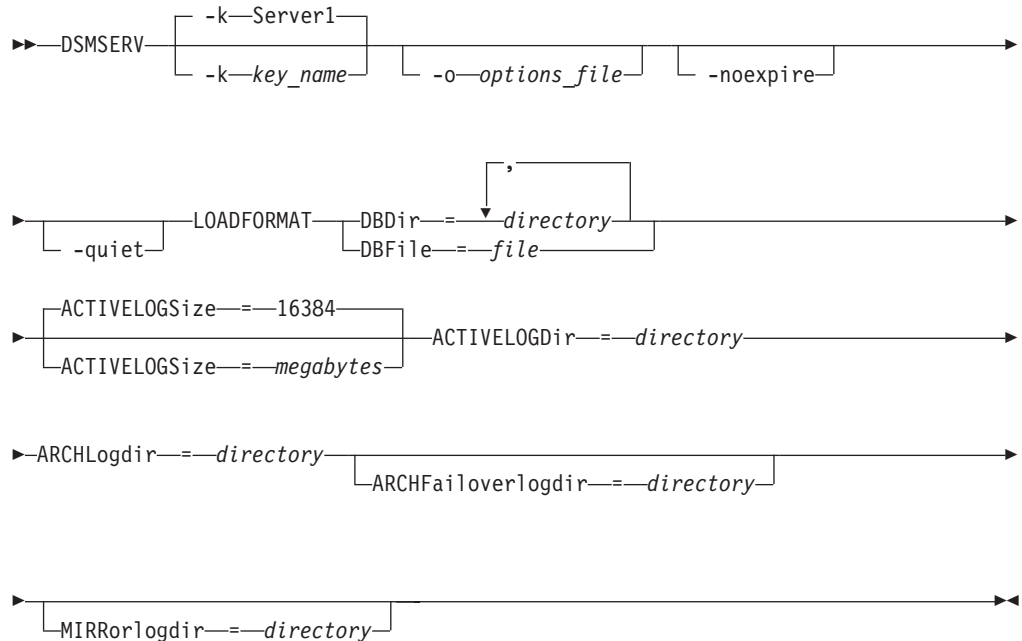 -k Server1
DSMSERV
-k key_name
-o options_file
-noexpire
,
-quiet
LOADFORMAT
DBDir = directory
DBFile = file
ACTIVELOGSize = 16384
ACTIVELOGSize = megabytes
ACTIVELOGDir = directory
ARCHLogdir = directory
ARCHFailoverlogdir = directory
MIRRorlogdir = directory